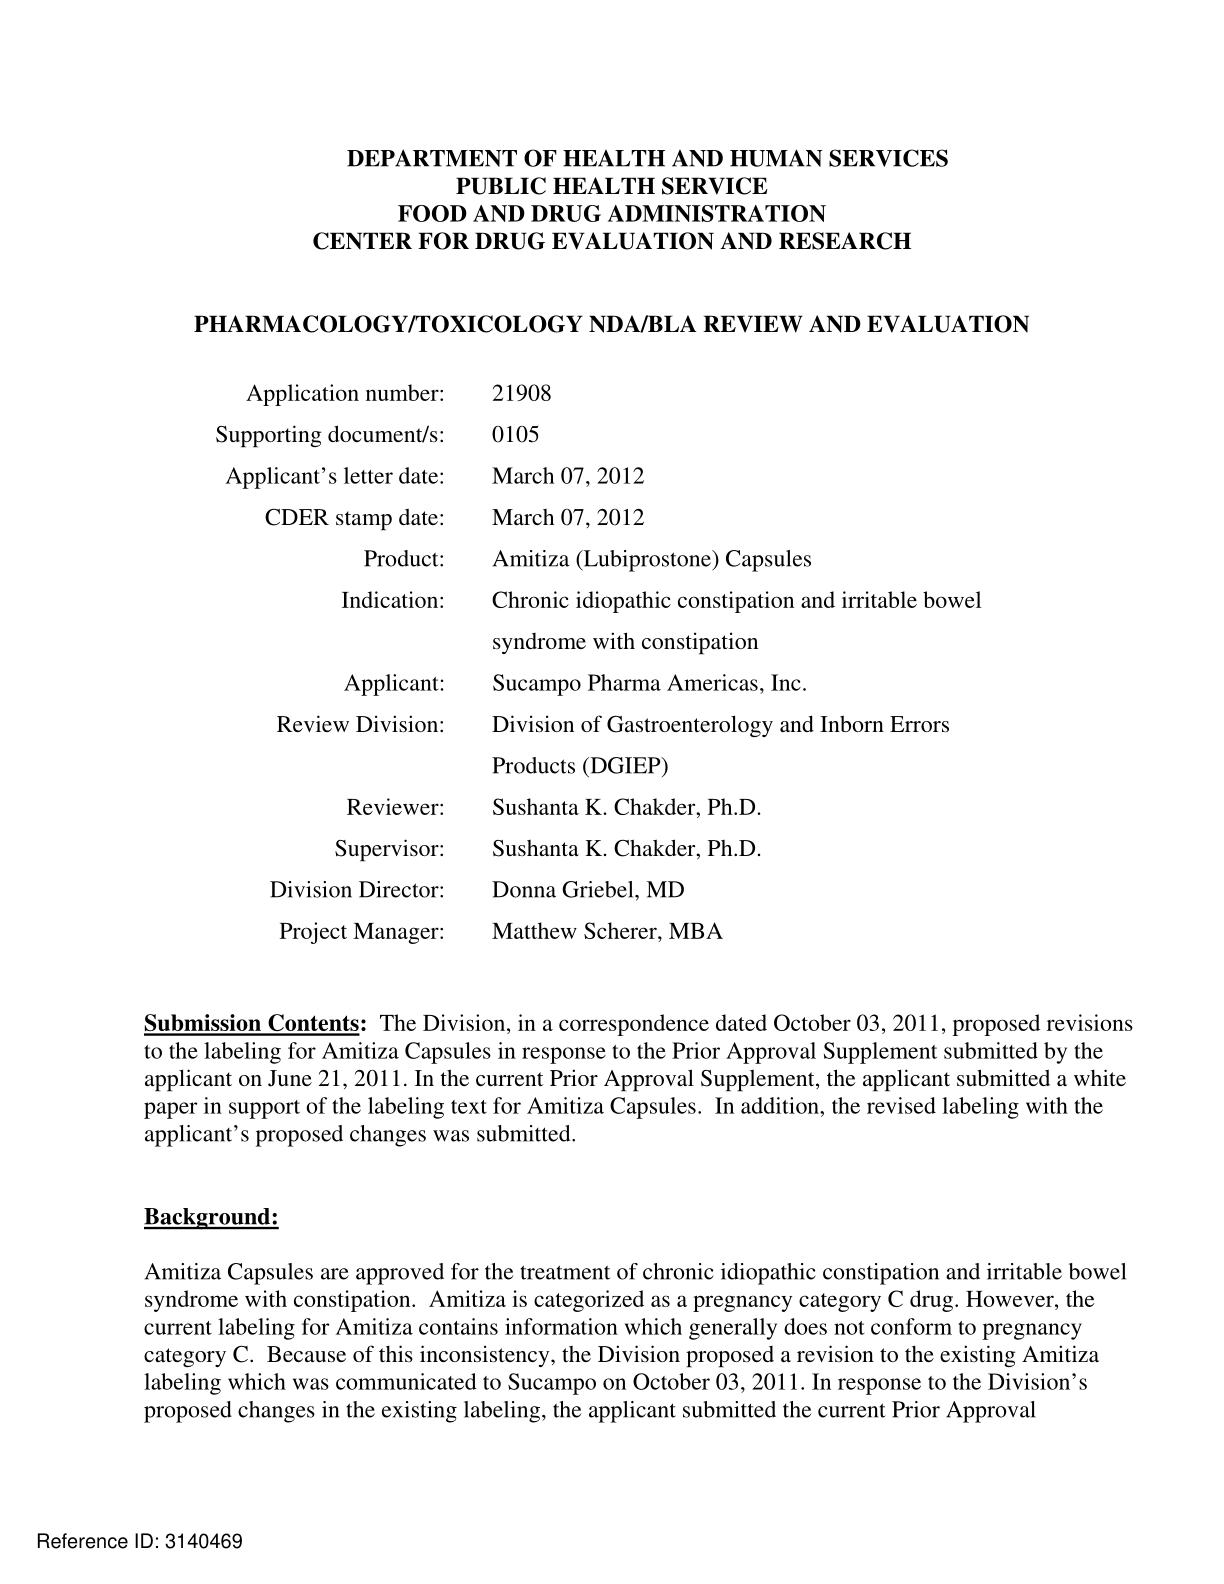 DEPARTMENT OF HEALTH AND HUMAN SERVICES
PUBLIC HEALTH SERVICE
FOOD AND DRUG ADMINISTRATION
CENTER FOR DRUG EVALUATION AND RESEARCH
PHARMACOLOGY/TOXICOLOGY NDA/BLA REVIEW AND EVALUATION
Application number: 21908
Supporting document/s: 0105
Applicant's letter date: March 07, 2012
CDER stamp date: March 07, 2012
Product: Amitiza (Lubiprostone) Capsules
Indication: Chronic idiopathic constipation and irritable bowel
syndrome with constipation
Applicant: Sucampo Pharma Americas, Inc.
Review Division: Division of Gastroenterology and Inborn Errors
Products (DGIEP)
Reviewer: Sushanta K. Chakder, Ph.D.
Supervisor: Sushanta K. Chakder, Ph.D.
Division Director: Donna Griebel, MD
Project Manager: Matthew Scherer, MBA
Submission Contents: The Division, in a correspondence dated October 03, 2011, proposed revisions
to the labeling for Amitiza Capsules in response to the Prior Approval Supplement submitted by the
applicant on June 21, 2011. In the current Prior Approval Supplement, the applicant submitted a white
paper in support of the labeling text for Amitiza Capsules. In addition, the revised labeling with the
applicant's proposed changes was submitted.
Background:
Amitiza Capsules are approved for the treatment of chronic idiopathic constipation and irritable bowel
syndrome with constipation. Amitiza is categorized as a pregnancy category C drug. However, the
current labeling for Amitiza contains information which generally does not conform to pregnancy
category C. Because of this inconsistency, the Division proposed a revision to the existing Amitiza
labeling which was communicated to Sucampo on October 03, 2011. In response to the Division's
proposed changes in the existing labeling, the applicant submitted the current Prior Approval
Reference ID: 3140469